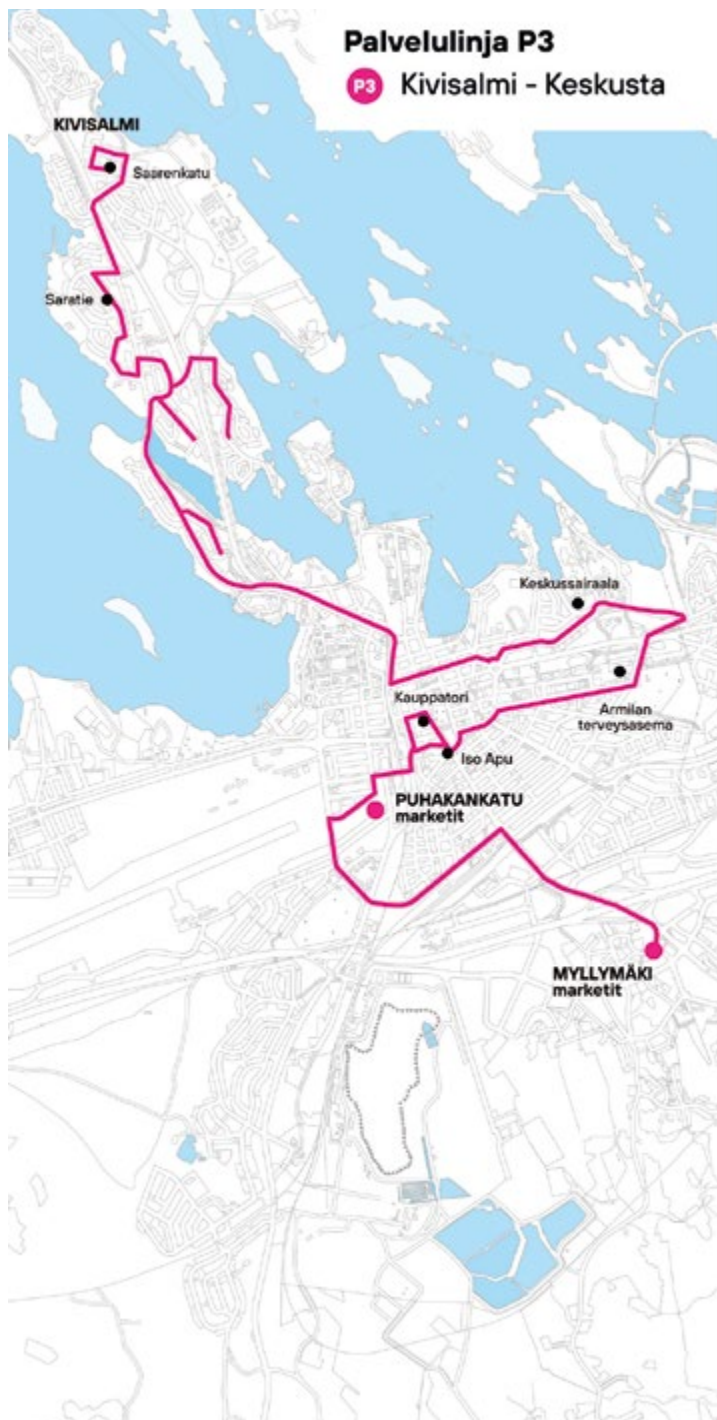 Palvelulinja P3
P3 Kivisalmi - Keskusta
KIVISALMI
Saarenkatu
Saratie
Keskussairaala
Kauppatori
Armilan
terveysasema
Iso Apu
PUHAKANKATU
marketit
MYLLYMÄKI
marketit